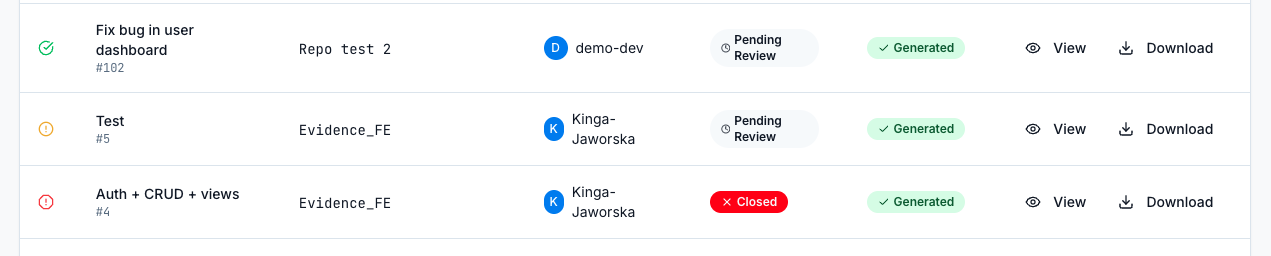 Fix bug in user
dashboard
#102
Repo test 2
D demo-dev
Pending
Review
Generated
View
Download
Test
#5
Evidence_FE
K Kinga-
Jaworska
Pending
Review
Generated
View
Download
Auth + CRUD + views
#4
Evidence_FE
K Kinga-
Jaworska
Closed
Generated
View
Download